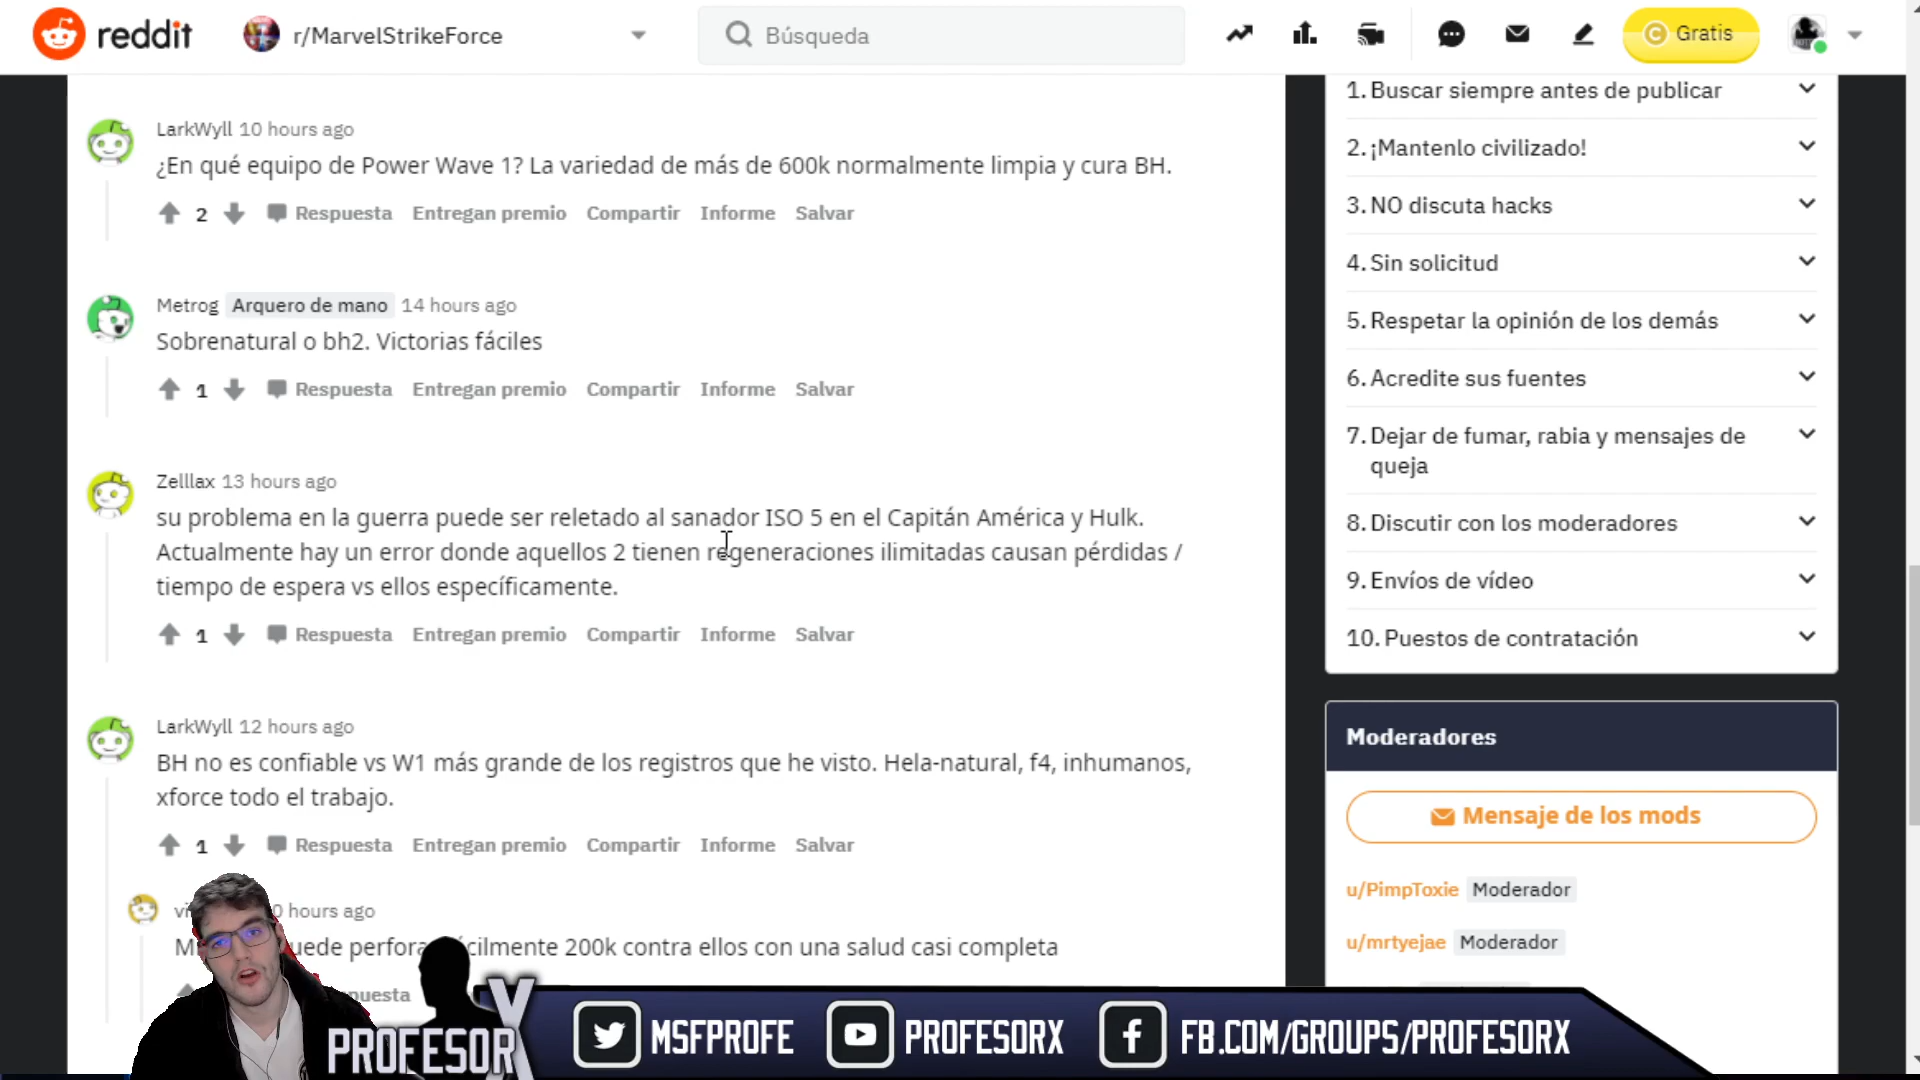 reddit
r/MarvelStrikeForce
Búsqueda
Gratis
LarkWyll 10 hours ago
¿En qué equipo de Power Wave 1? La variedad de más de 600k normalmente limpia y cura BH.
2 Respuesta Entregan premio Compartir Informe Salvar
Metrog Arquero de mano 14 hours ago
Sobrenatural o bh2. Victorias fáciles
1 Respuesta Entregan premio Compartir Informe Salvar
Zelllax 13 hours ago
su problema en la guerra puede ser reletado al sanador ISO 5 en el Capitán América y Hulk.
Actualmente hay un error donde aquellos 2 tienen regeneraciones ilimitadas causan pérdidas /
tiempo de espera vs ellos específicamente.
1 Respuesta Entregan premio Compartir Informe Salvar
LarkWyll 12 hours ago
BH no es confiable vs W1 más grande de los registros que he visto. Hela-natural, f4, inhumanos,
xforce todo el trabajo.
1 Respuesta Entregan premio Compartir Informe Salvar
hours ago
200k contra ellos con una salud casi completa
1. Buscar siempre antes de publicar
2. ¡Mantenlo civilizado!
3. NO discuta hacks
4. Sin solicitud
5. Respetar la opinión de los demás
6. Acredite sus fuentes
7. Dejar de fumar, rabia y mensajes de
queja
8. Discutir con los moderadores
9. Envíos de vídeo
10. Puestos de contratación
Moderadores
Mensaje de los mods
u/PimpToxie Moderador
u/mrtyejae Moderador
PROFESOR X
MSFPROFE
PROFESORX
FB.COM/GROUPS/PROFESORX